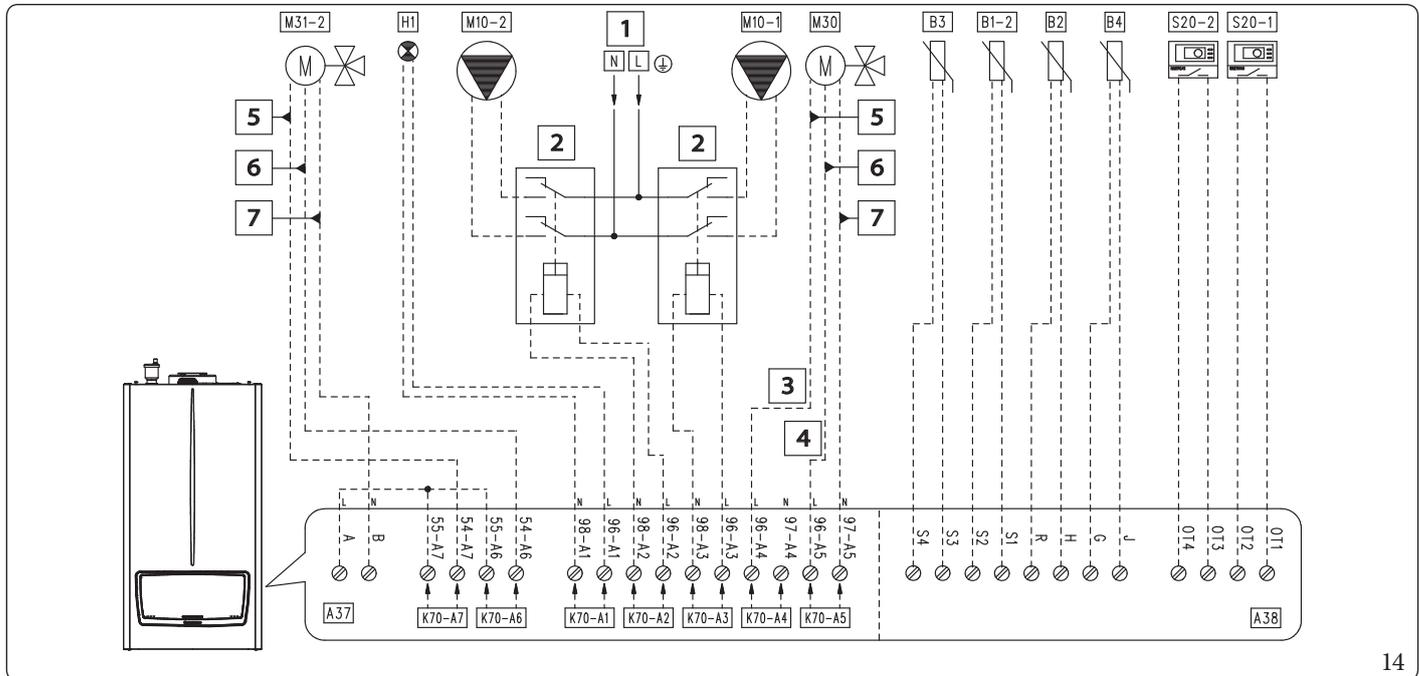 M31-2 H1 M10-2 1 M10-1 M30 B3 B1-2 B2 B4 S20-2 S20-1
N L
M M
5 5
2 2
6 6
7 7
3
4
L N N L N L N L L N L N
A B 55-A7 54-A7 55-A6 54-A6 98-A1 96-A1 98-A2 96-A2 98-A3 96-A3 96-A4 97-A4 96-A5 97-A5 S4 S3 S2 S1 R H G J OT4 OT3 OT2 OT1
A37 K70-A7 K70-A6 K70-A1 K70-A2 K70-A3 K70-A4 K70-A5 A38
14